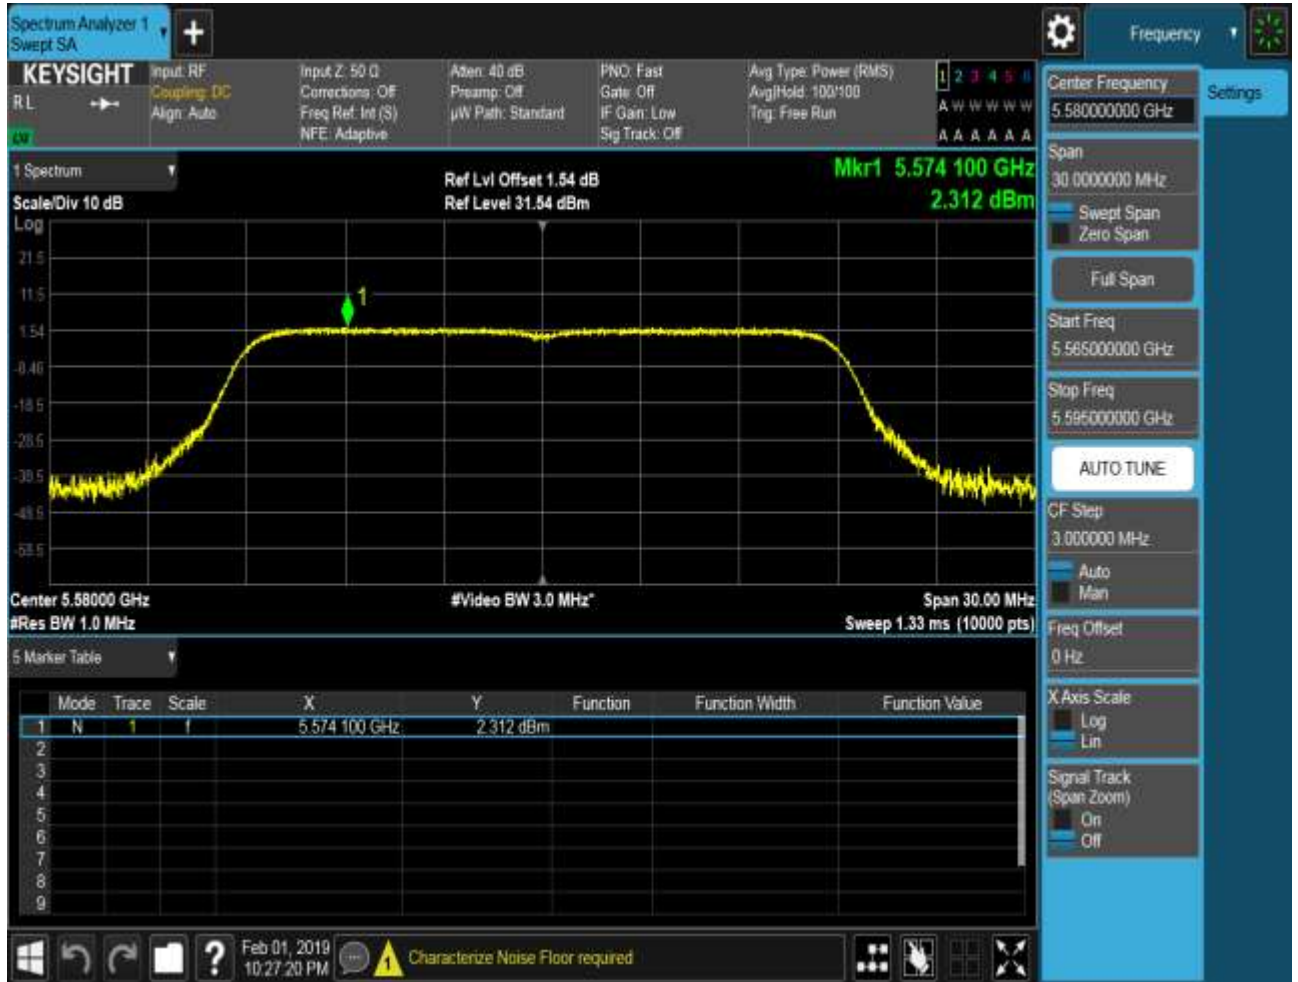 Spectrum Analyzer 1
Swept SA
+
Frequency
KEYSIGHT
R L
Input: RF
Coupling: DC
Align: Auto
Input Z: 50 Ω
Corrections: Off
Freq Ref: Int (S)
NFE: Adaptive
Atten: 40 dB
Preamp: Off
µW Path: Standard
PNO: Fast
Gate: Off
IF Gain: Low
Sig Track: Off
Avg Type: Power (RMS)
Avg|Hold: 100/100
Trig: Free Run
1 2 3 4 5 6
A W W W W W
A A A A A A
1 Spectrum
Scale/Div 10 dB
Log
Ref Lvl Offset 1.54 dB
Ref Level 31.54 dBm
Mkr1 5.574 100 GHz
2.312 dBm
21.5
11.5
1.54
-8.46
-18.5
-28.5
-38.5
-48.5
-58.5
1
Center 5.58000 GHz
#Res BW 1.0 MHz
#Video BW 3.0 MHz*
Span 30.00 MHz
Sweep 1.33 ms (10000 pts)
5 Marker Table
Mode Trace Scale X Y Function Function Width Function Value
1 N 1 f 5.574 100 GHz 2.312 dBm
2
3
4
5
6
7
8
9
Feb 01, 2019
10:27:20 PM
1
Characterize Noise Floor required
Settings
Center Frequency
5.580000000 GHz
Span
30.0000000 MHz
Swept Span
Zero Span
Full Span
Start Freq
5.565000000 GHz
Stop Freq
5.595000000 GHz
AUTO TUNE
CF Step
3.000000 MHz
Auto
Man
Freq Offset
0 Hz
X Axis Scale
Log
Lin
Signal Track
(Span Zoom)
On
Off